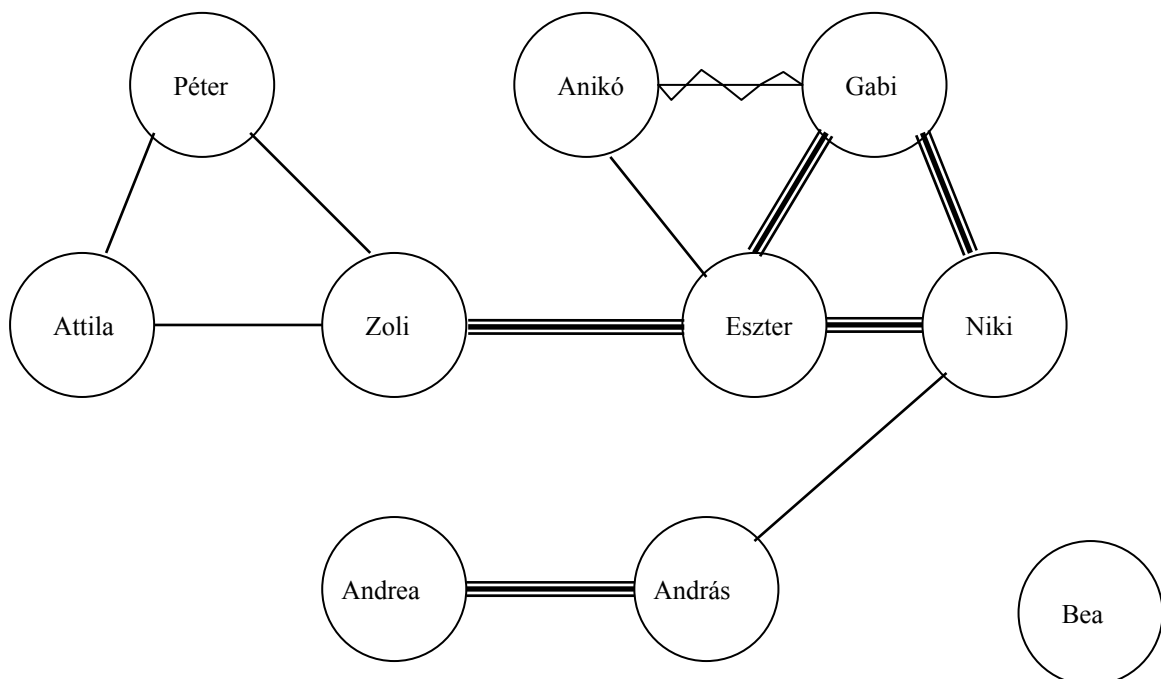 Péter
Anikó
Gabi
Attila
Zoli
Eszter
Niki
Andrea
András
Bea